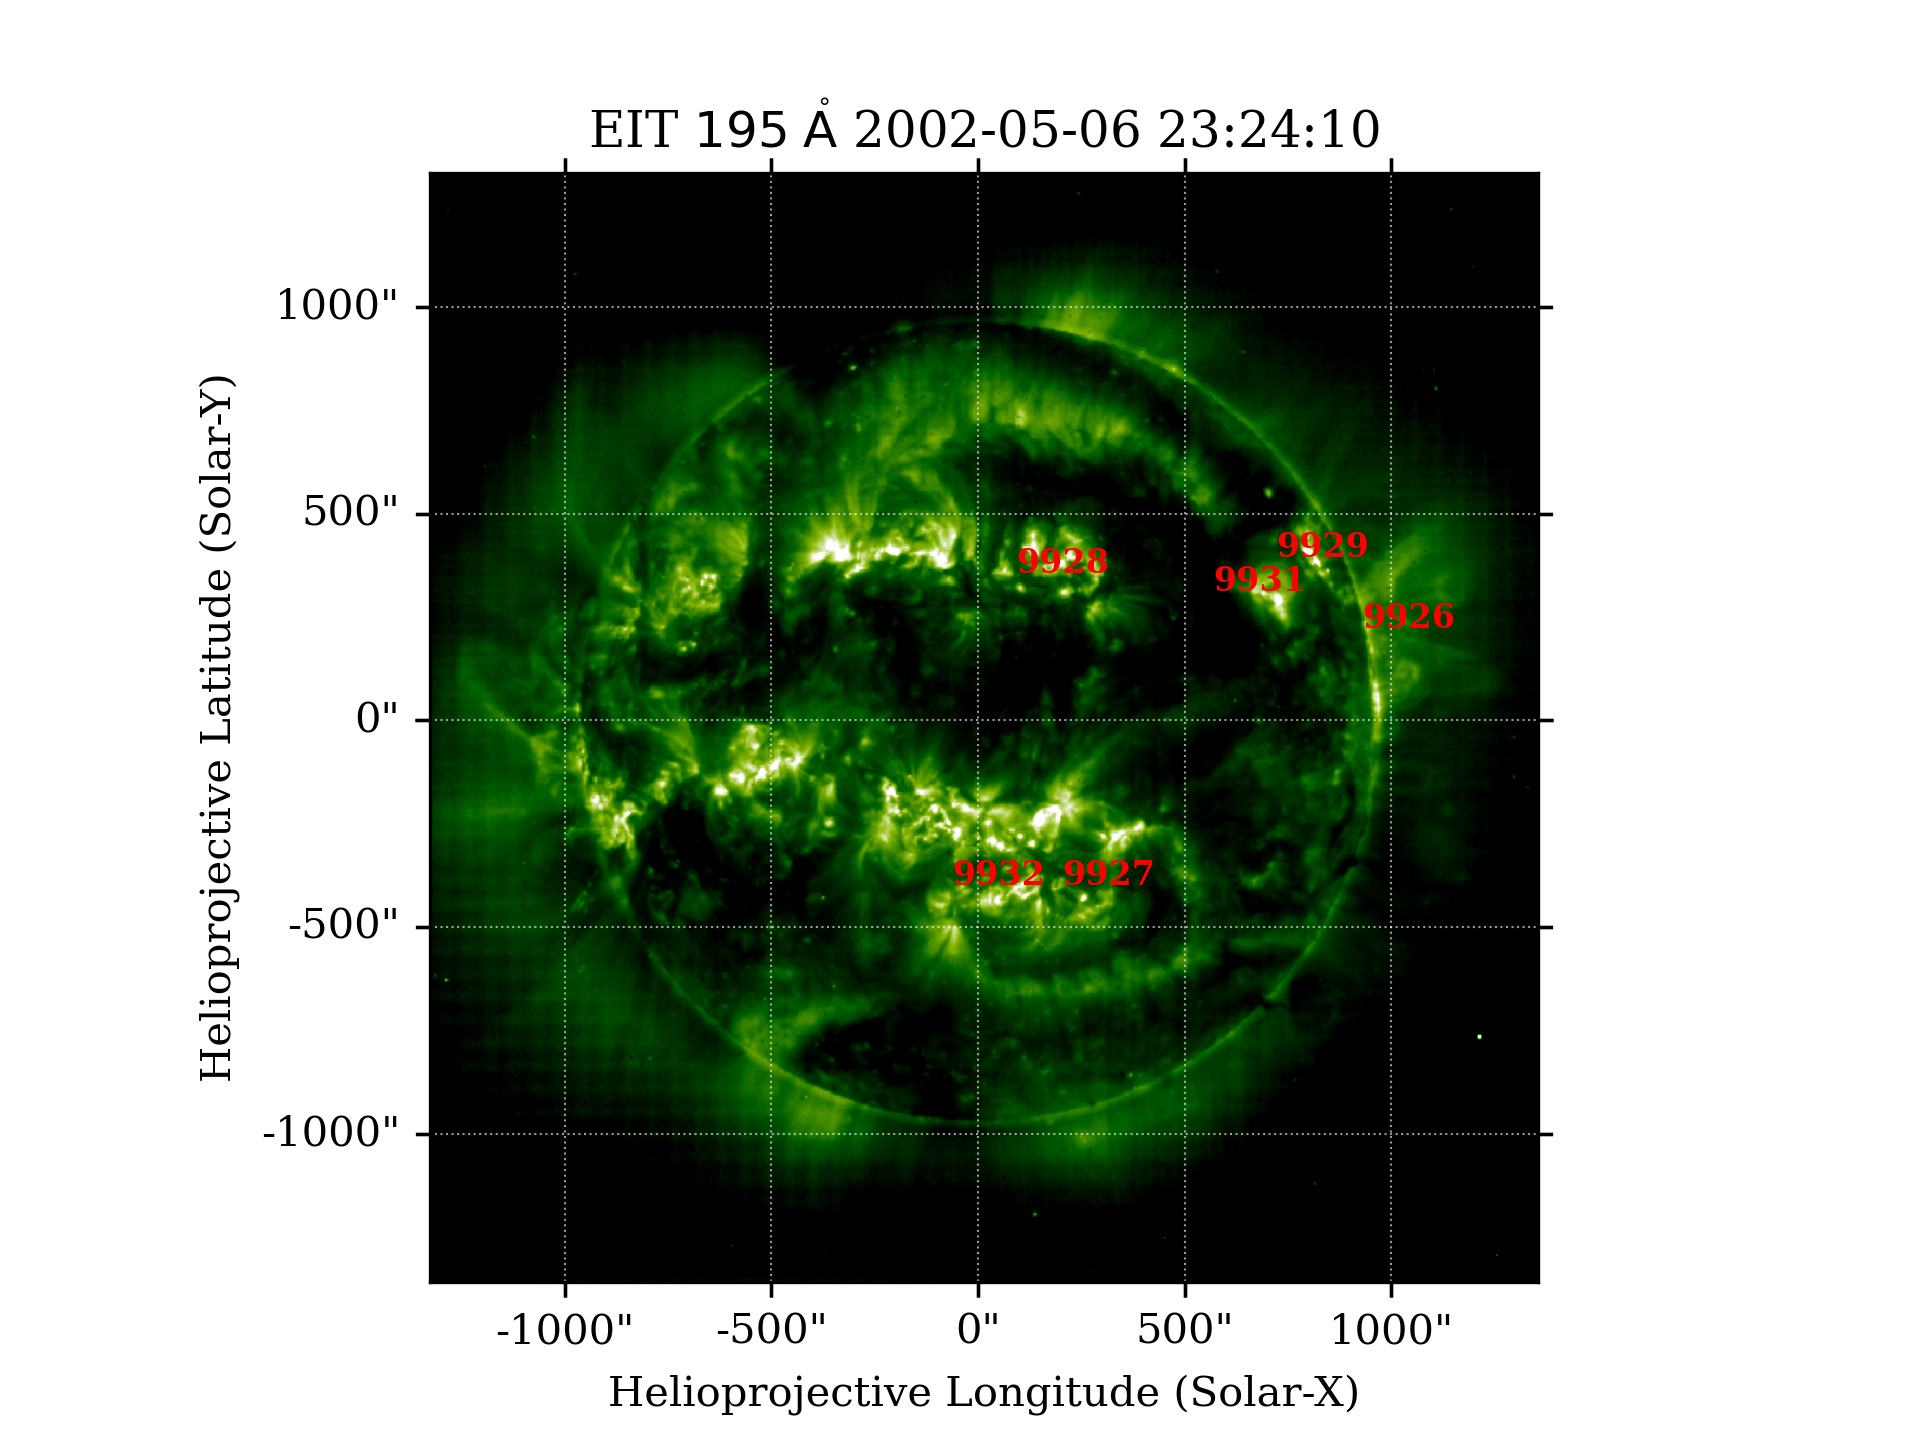 EIT 195 Å 2002-05-06 23:24:10
1000"
500"
0"
-500"
-1000"
Helioprojective Latitude (Solar-Y)
9928
9929
9931
9926
9932 9927
-1000" -500" 0" 500" 1000"
Helioprojective Longitude (Solar-X)